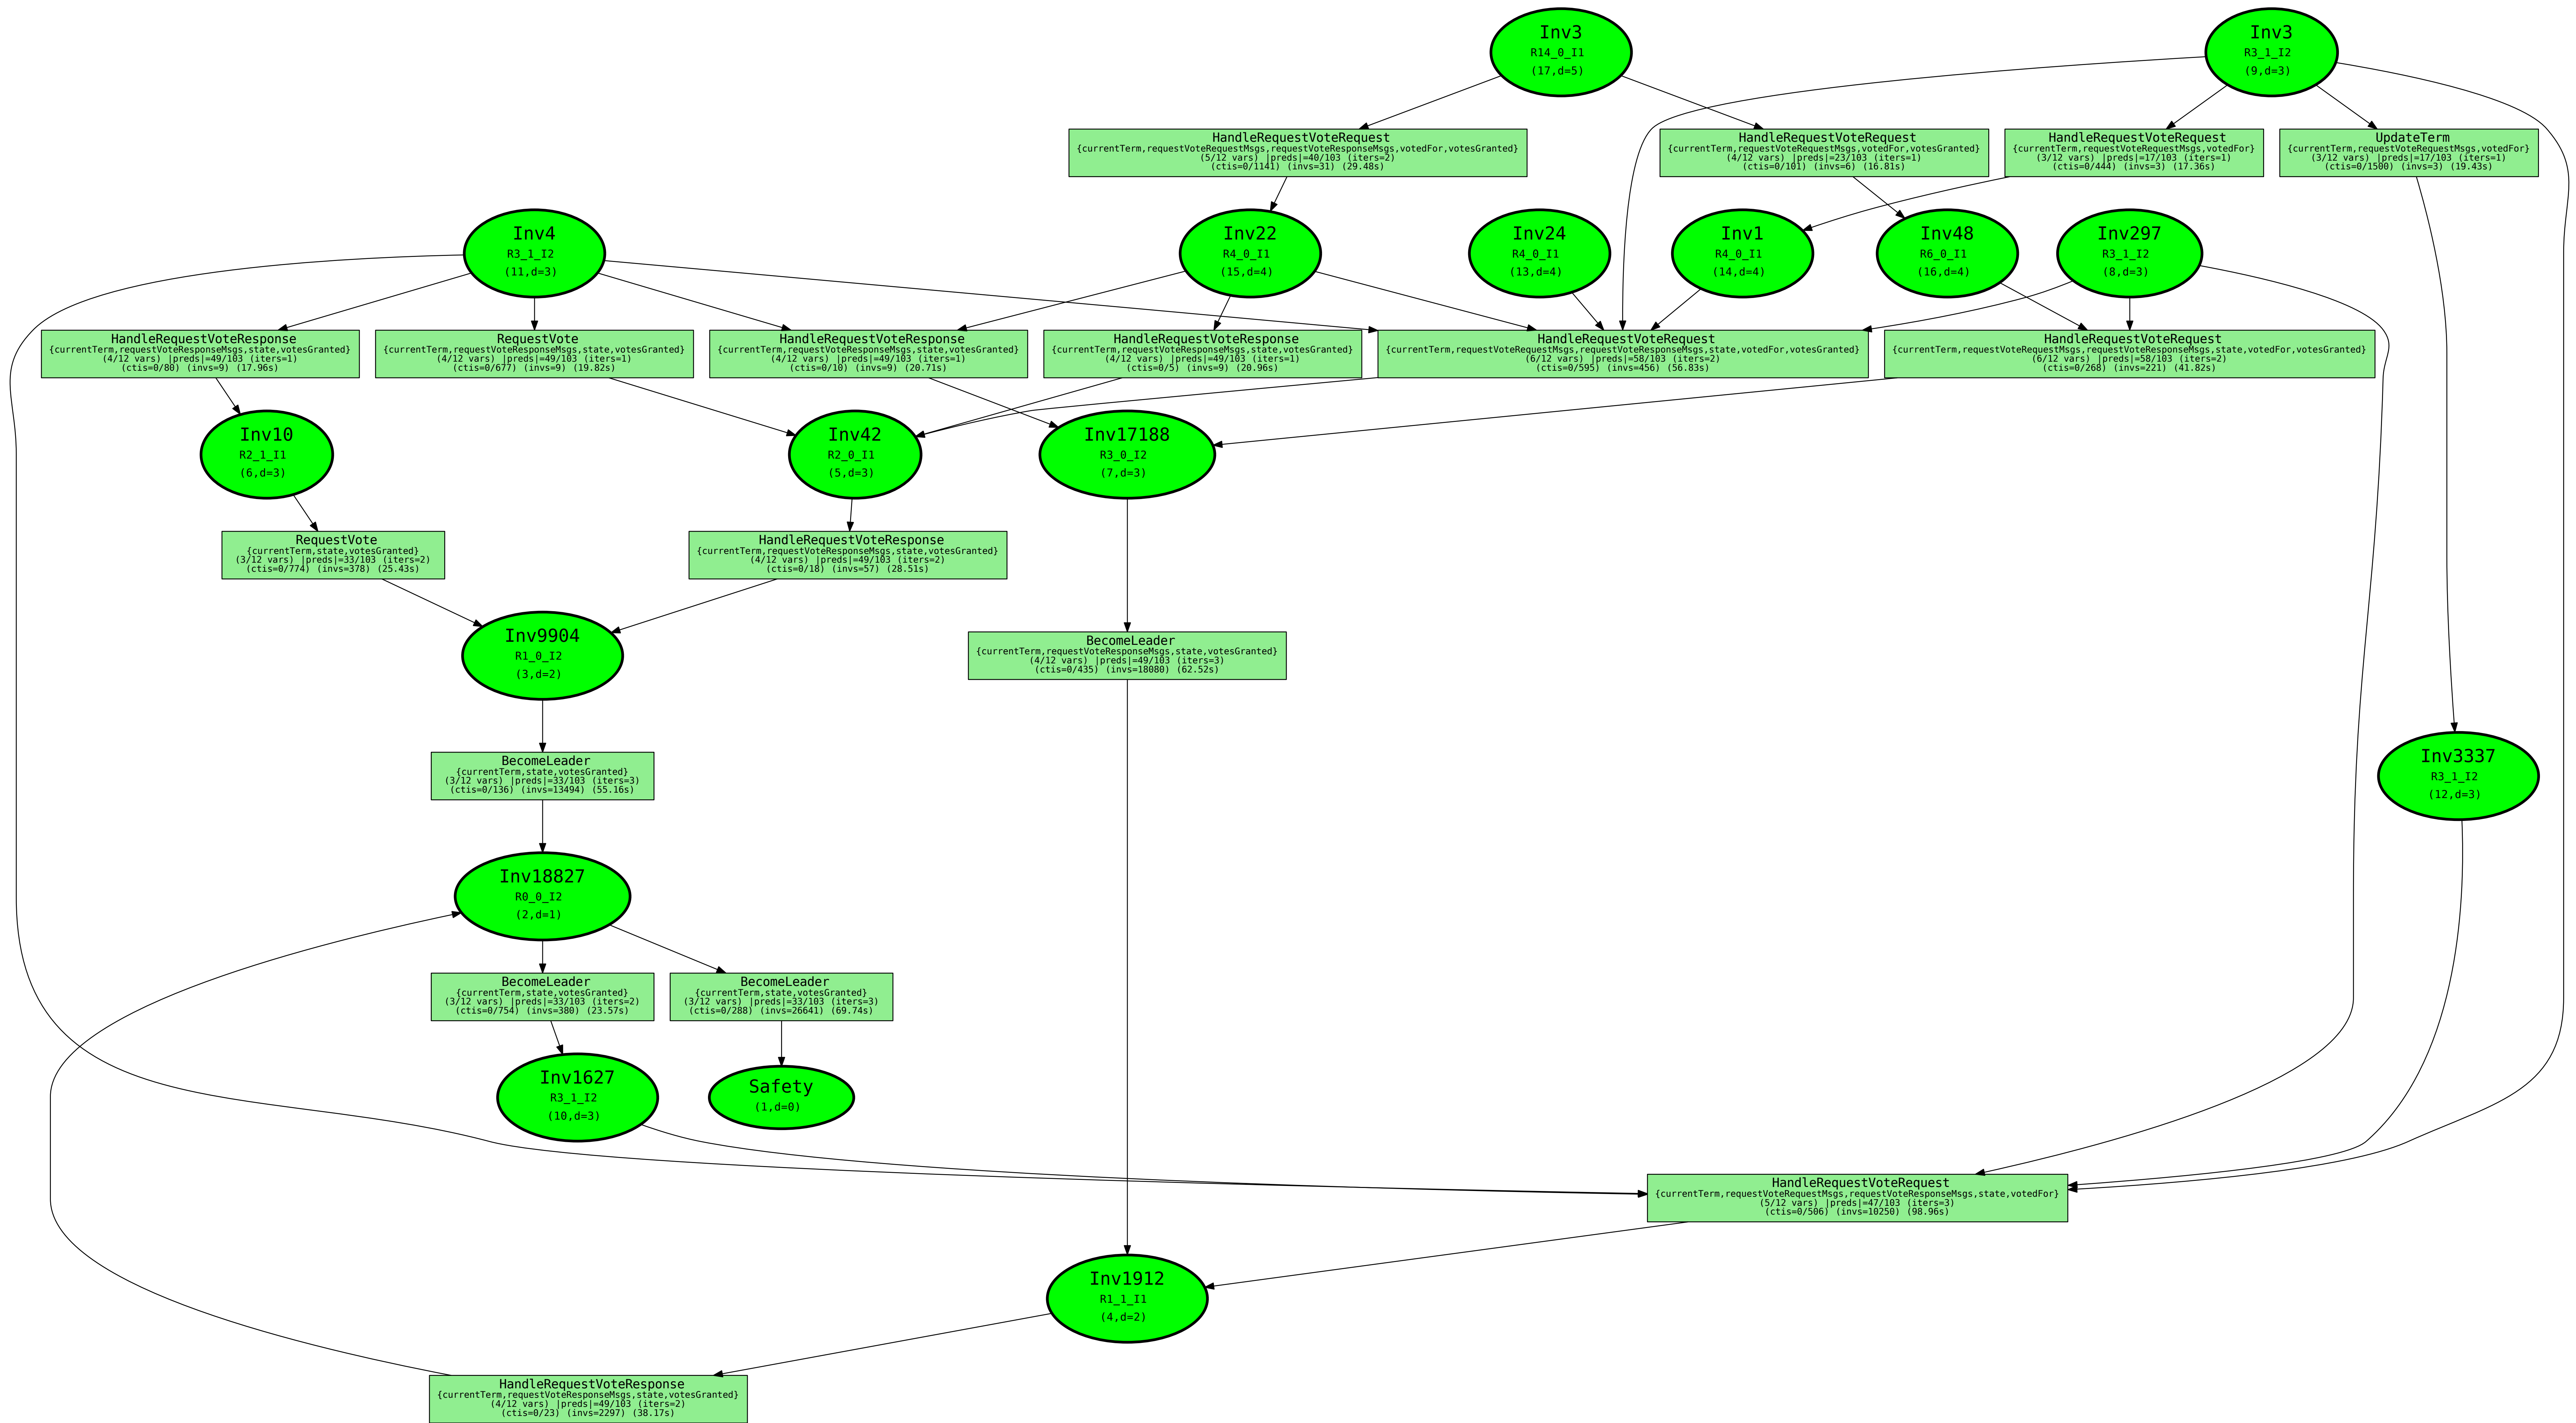 Inv3
R14_0_I1
(17,d=5)
Inv3
R3_1_I2
(9,d=3)
HandleRequestVoteRequest
{currentTerm,requestVoteRequestMsgs,requestVoteResponseMsgs,votedFor,votesGranted}
(5/12 vars) |preds|=40/103 (iters=2)
(ctis=0/1141) (invs=31) (29.48s)
HandleRequestVoteRequest
{currentTerm,requestVoteRequestMsgs,votedFor,votesGranted}
(4/12 vars) |preds|=23/103 (iters=1)
(ctis=0/101) (invs=6) (16.81s)
HandleRequestVoteRequest
{currentTerm,requestVoteRequestMsgs,votedFor}
(3/12 vars) |preds|=17/103 (iters=1)
(ctis=0/444) (invs=3) (17.36s)
UpdateTerm
{currentTerm,requestVoteRequestMsgs,votedFor}
(3/12 vars) |preds|=17/103 (iters=1)
(ctis=0/1500) (invs=3) (19.43s)
Inv4
R3_1_I2
(11,d=3)
Inv22
R4_0_I1
(15,d=4)
Inv24
R4_0_I1
(13,d=4)
Inv1
R4_0_I1
(14,d=4)
Inv48
R6_0_I1
(16,d=4)
Inv297
R3_1_I2
(8,d=3)
HandleRequestVoteResponse
{currentTerm,requestVoteResponseMsgs,state,votesGranted}
(4/12 vars) |preds|=49/103 (iters=1)
(ctis=0/80) (invs=9) (17.96s)
RequestVote
{currentTerm,requestVoteResponseMsgs,state,votesGranted}
(4/12 vars) |preds|=49/103 (iters=1)
(ctis=0/677) (invs=9) (19.82s)
HandleRequestVoteResponse
{currentTerm,requestVoteResponseMsgs,state,votesGranted}
(4/12 vars) |preds|=49/103 (iters=1)
(ctis=0/10) (invs=9) (20.71s)
HandleRequestVoteResponse
{currentTerm,requestVoteResponseMsgs,state,votesGranted}
(4/12 vars) |preds|=49/103 (iters=1)
(ctis=0/5) (invs=9) (20.96s)
HandleRequestVoteRequest
{currentTerm,requestVoteRequestMsgs,requestVoteResponseMsgs,state,votedFor,votesGranted}
(6/12 vars) |preds|=58/103 (iters=2)
(ctis=0/595) (invs=456) (56.83s)
HandleRequestVoteRequest
{currentTerm,requestVoteRequestMsgs,requestVoteResponseMsgs,state,votedFor,votesGranted}
(6/12 vars) |preds|=58/103 (iters=2)
(ctis=0/268) (invs=221) (41.82s)
Inv10
R2_1_I1
(6,d=3)
Inv42
R2_0_I1
(5,d=3)
Inv17188
R3_0_I2
(7,d=3)
RequestVote
{currentTerm,state,votesGranted}
(3/12 vars) |preds|=33/103 (iters=2)
(ctis=0/774) (invs=378) (25.43s)
HandleRequestVoteResponse
{currentTerm,requestVoteResponseMsgs,state,votesGranted}
(4/12 vars) |preds|=49/103 (iters=2)
(ctis=0/18) (invs=57) (28.51s)
Inv9904
R1_0_I2
(3,d=2)
BecomeLeader
{currentTerm,requestVoteResponseMsgs,state,votesGranted}
(4/12 vars) |preds|=49/103 (iters=3)
(ctis=0/435) (invs=18080) (62.52s)
BecomeLeader
{currentTerm,state,votesGranted}
(3/12 vars) |preds|=33/103 (iters=3)
(ctis=0/136) (invs=13494) (55.16s)
Inv3337
R3_1_I2
(12,d=3)
Inv18827
R0_0_I2
(2,d=1)
BecomeLeader
{currentTerm,state,votesGranted}
(3/12 vars) |preds|=33/103 (iters=2)
(ctis=0/754) (invs=380) (23.57s)
BecomeLeader
{currentTerm,state,votesGranted}
(3/12 vars) |preds|=33/103 (iters=3)
(ctis=0/288) (invs=26641) (69.74s)
Inv1627
R3_1_I2
(10,d=3)
Safety
(1,d=0)
HandleRequestVoteRequest
{currentTerm,requestVoteRequestMsgs,requestVoteResponseMsgs,state,votedFor}
(5/12 vars) |preds|=47/103 (iters=3)
(ctis=0/506) (invs=10250) (98.96s)
Inv1912
R1_1_I1
(4,d=2)
HandleRequestVoteResponse
{currentTerm,requestVoteResponseMsgs,state,votesGranted}
(4/12 vars) |preds|=49/103 (iters=2)
(ctis=0/23) (invs=2297) (38.17s)